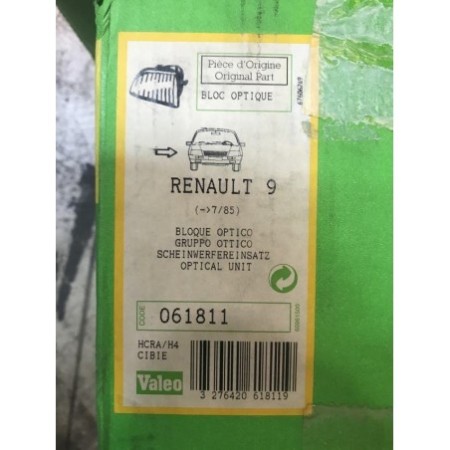 Pièce d'Origine
Original Part
BLOC OPTIQUE
RENAULT 9
(->7/85)
BLOQUE OPTICO
GRUPPO OTTICO
SCHEINWERFEREINSATZ
OPTICAL UNIT
CODE
061811
HCRA/H4
CIBIE
Valeo
3 276420 618119